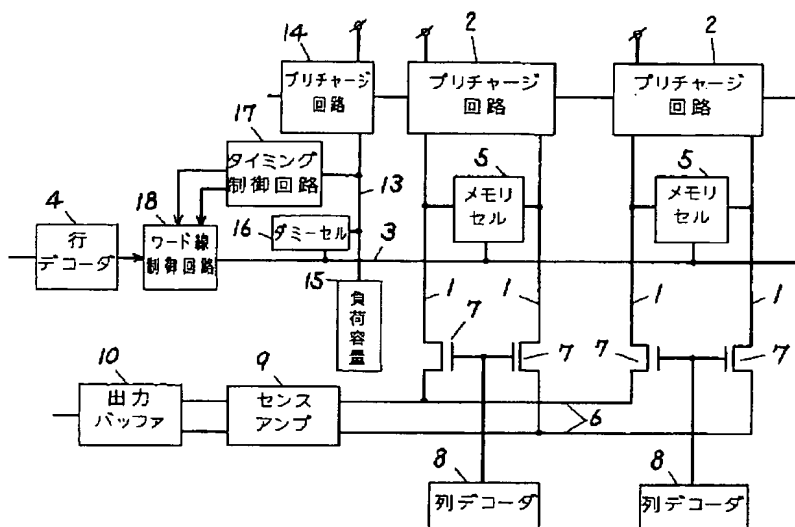 14
プリチャージ
回路
2
プリチャージ
回路
2
プリチャージ
回路
17
タイミング
制御回路
13
5
メモリ
セル
5
メモリ
セル
4
行
デコーダ
18
ワード線
制御回路
16
ダミーセル
3
15
負荷容量
1
1
1
1
7
7
7
7
10
出力
バッファ
9
センス
アンプ
6
8
列デコーダ
8
列デコーダ